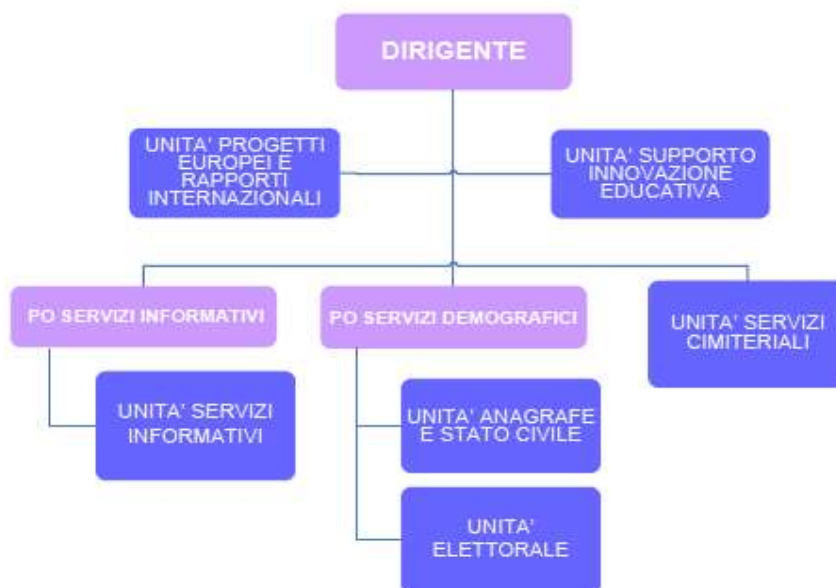 DIRIGENTE
UNITA' PROGETTI
EUROPEI E
RAPPORTI
INTERNAZIONALI
UNITA' SUPPORTO
INNOVAZIONE
EDUCATIVA
PO SERVIZI INFORMATIVI
PO SERVIZI DEMOGRAFICI
UNITA' SERVIZI
CIMITERIALI
UNITA' SERVIZI
INFORMATIVI
UNITA' ANAGRAFE
E STATO CIVILE
UNITA'
ELETTORALE